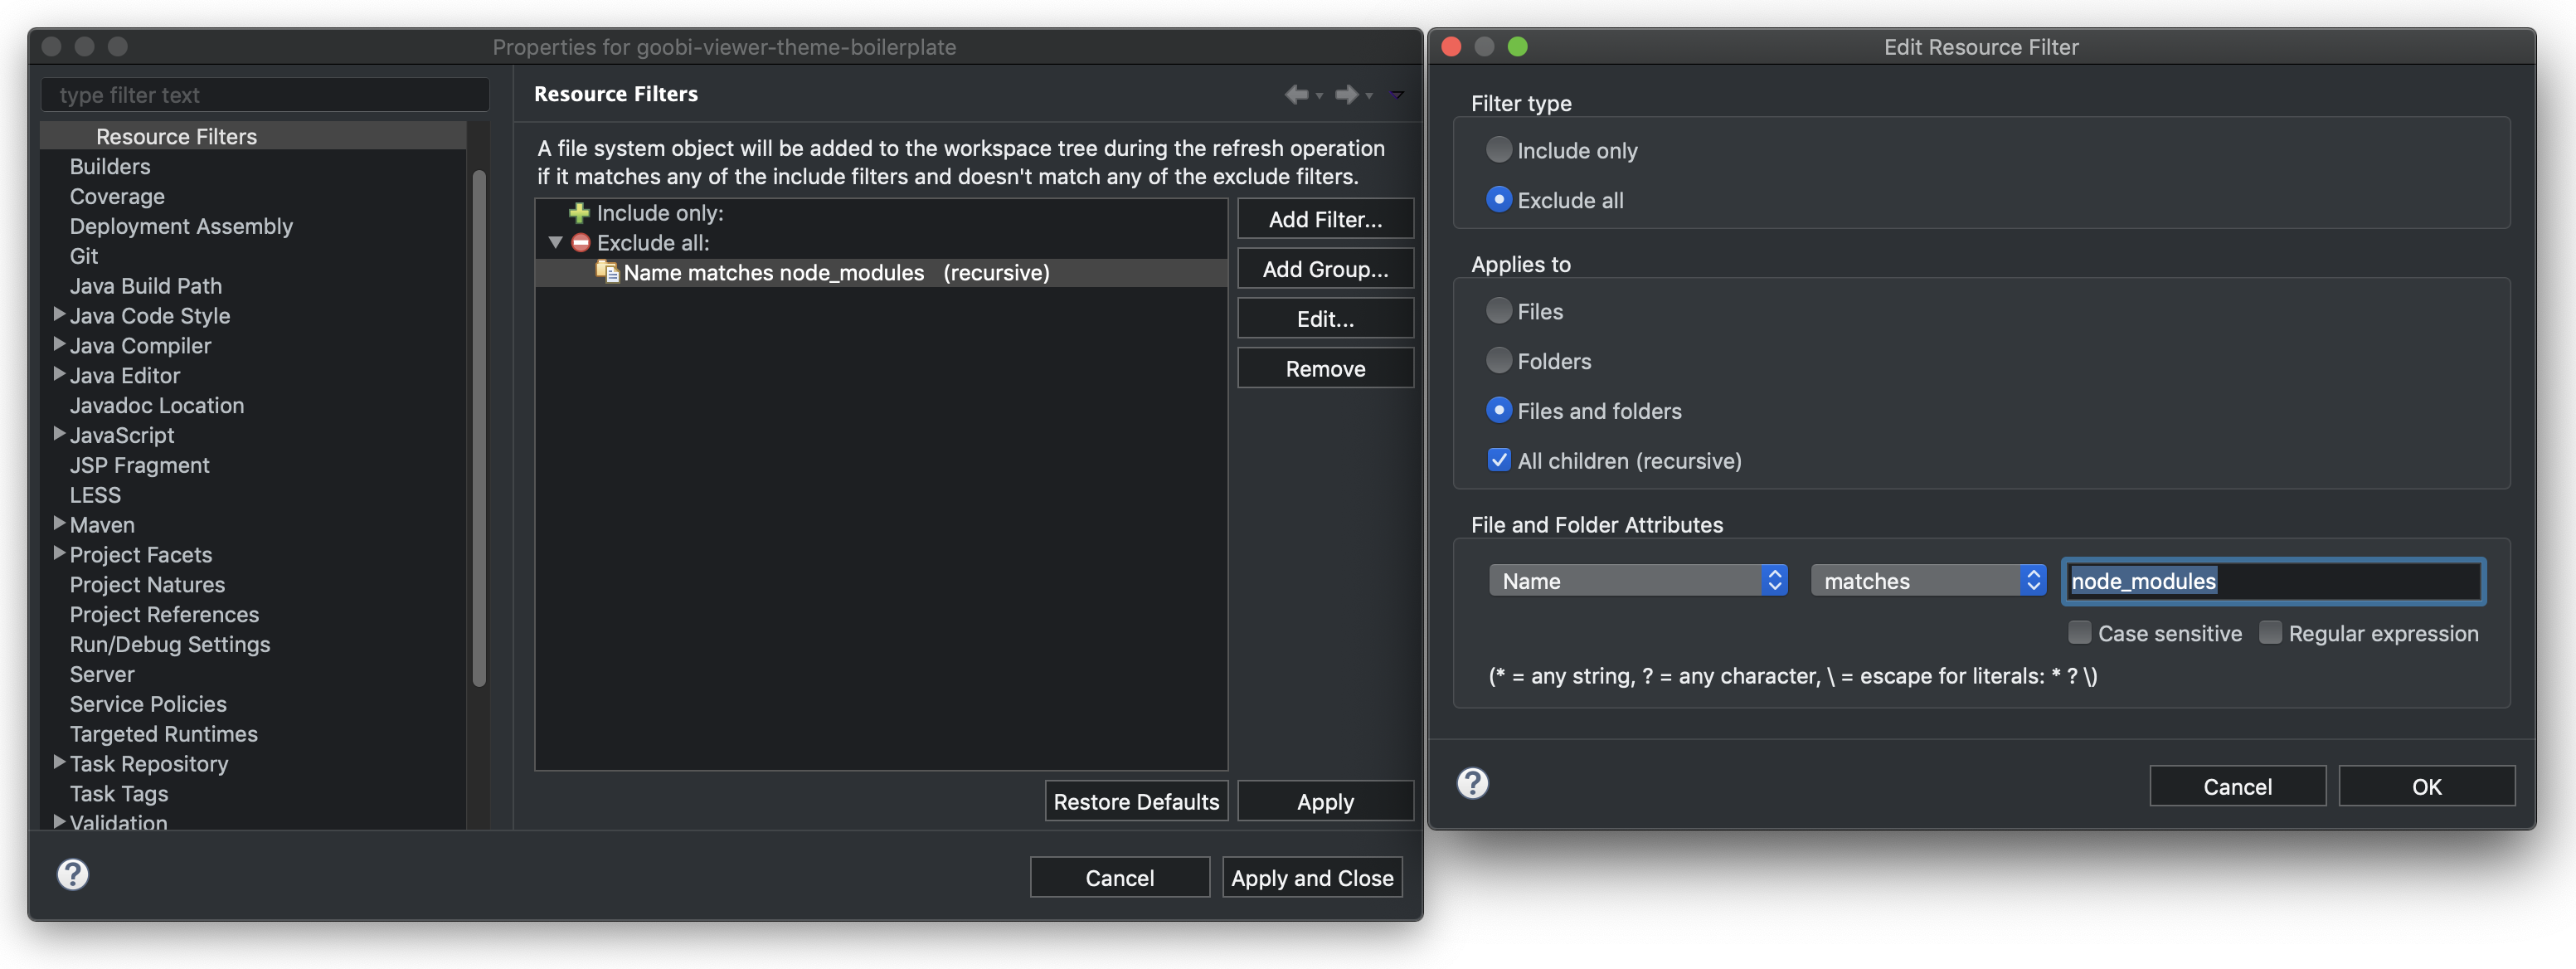 Properties for goobi-viewer-theme-boilerplate
type filter text
Resource Filters
Builders
Coverage
Deployment Assembly
Git
Java Build Path
Java Code Style
Java Compiler
Java Editor
Javadoc Location
JavaScript
JSP Fragment
LESS
Maven
Project Facets
Project Natures
Project References
Run/Debug Settings
Server
Service Policies
Targeted Runtimes
Task Repository
Task Tags
Validation
Resource Filters
A file system object will be added to the workspace tree during the refresh operation
if it matches any of the include filters and doesn't match any of the exclude filters.
Include only:
Exclude all:
Name matches node_modules (recursive)
Add Filter...
Add Group...
Edit...
Remove
Restore Defaults
Apply
?
Cancel
Apply and Close
Edit Resource Filter
Filter type
Include only
Exclude all
Applies to
Files
Folders
Files and folders
All children (recursive)
File and Folder Attributes
Name matches node_modules
Case sensitive Regular expression
(* = any string, ? = any character, \ = escape for literals: * ? \)
?
Cancel
OK